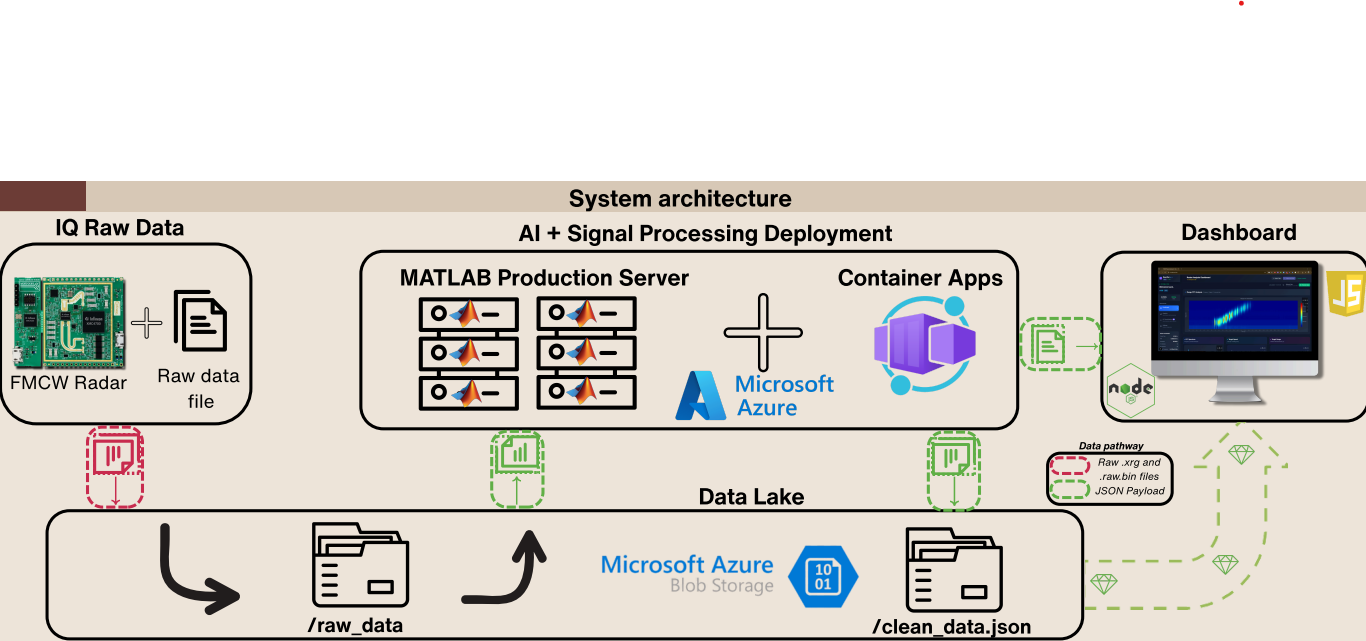 System architecture
IQ Raw Data
AI + Signal Processing Deployment
Dashboard
MATLAB Production Server
Container Apps
JS
FMCW Radar
Raw data
file
Microsoft
Azure
node
JS
Data pathway
Raw .xrg and
.raw.bin files
JSON Payload
Data Lake
Microsoft Azure
Blob Storage
10
01
/raw_data
/clean_data.json